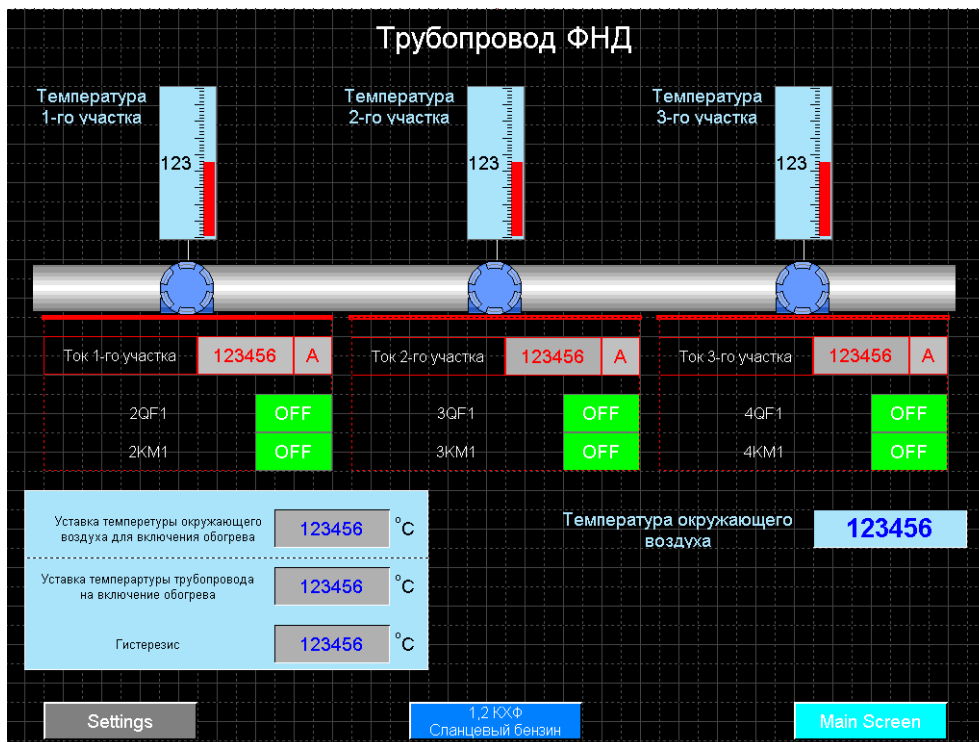 Трубопровод ФНД
Температура
1-го участка
123
Температура
2-го участка
123
Температура
3-го участка
123
Ток 1-го участка 123456 A
2QF1 OFF
2KM1 OFF
Ток 2-го участка 123456 A
3QF1 OFF
3KM1 OFF
Ток 3-го участка 123456 A
4QF1 OFF
4KM1 OFF
Уставка темперетуры окружающего
воздуха для включения обогрева
123456 °C
Уставка темпрертуры трубопровода
на включение обогрева
123456 °C
Гистерезис 123456 °C
Температура окружающего
воздуха
123456
Settings
1,2 КХФ
Сланцевый бензин
Main Screen